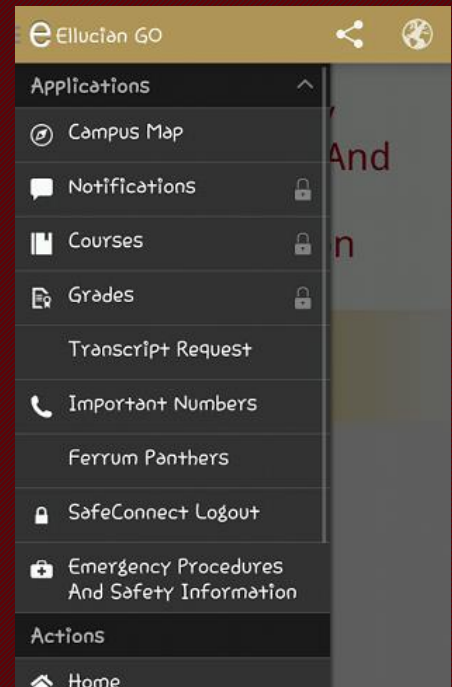 Ellucian GO
Applications
Campus Map
And
Notifications
Courses
n
Grades
Transcript Request
Important Numbers
Ferrum Panthers
SafeConnect Logout
Emergency Procedures
And Safety Information
Actions
Home